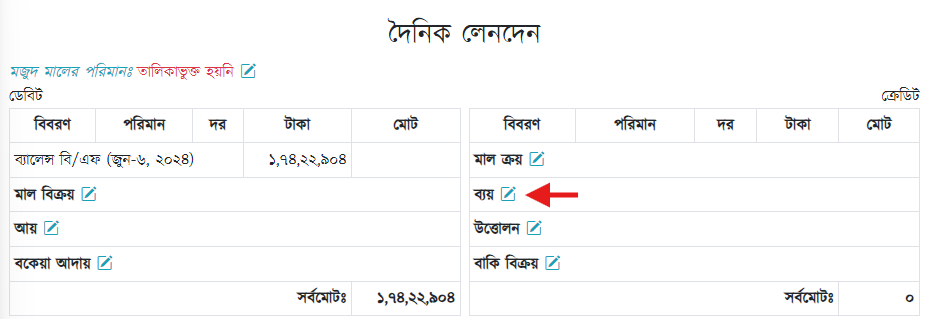 দৈনিক লেনদেন
মজুদ মালের পরিমানঃ তালিকাভুক্ত হয়নি
ডেবিট ক্রেডিট
বিবরণ পরিমান দর টাকা মোট বিবরণ পরিমান দর টাকা মোট
ব্যালেন্স বি/এফ (জুন-৬, ২০২৪) ১,৭৪,২২,৯০৪ মাল ক্রয়
মাল বিক্রয় ব্যয়
আয় উত্তোলন
বকেয়া আদায় বাকি বিক্রয়
সর্বমোটঃ ১,৭৪,২২,৯০৪ সর্বমোটঃ ০